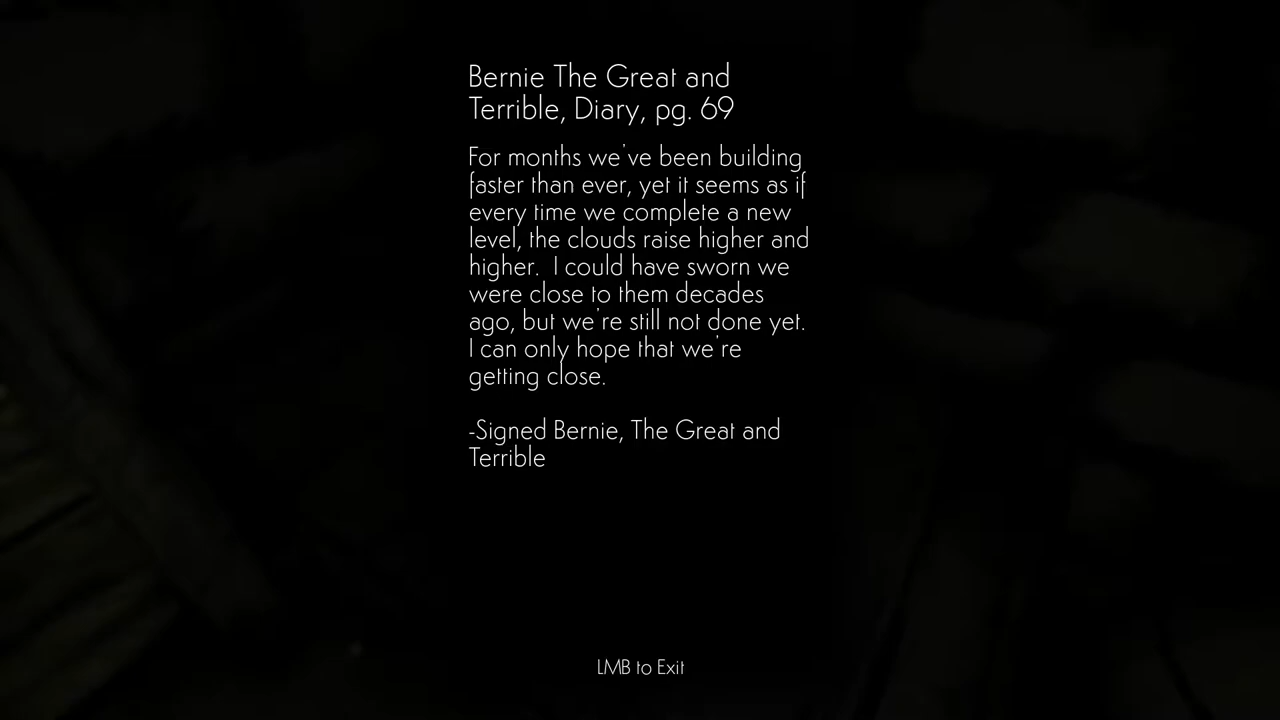 Bernie The Great and
Terrible, Diary, pg. 69
For months we've been building
faster than ever, yet it seems as if
every time we complete a new
level, the clouds raise higher and
higher.  I could have sworn we
were close to them decades
ago, but we're still not done yet.
I can only hope that we're
getting close.
-Signed Bernie, The Great and
Terrible
LMB to Exit